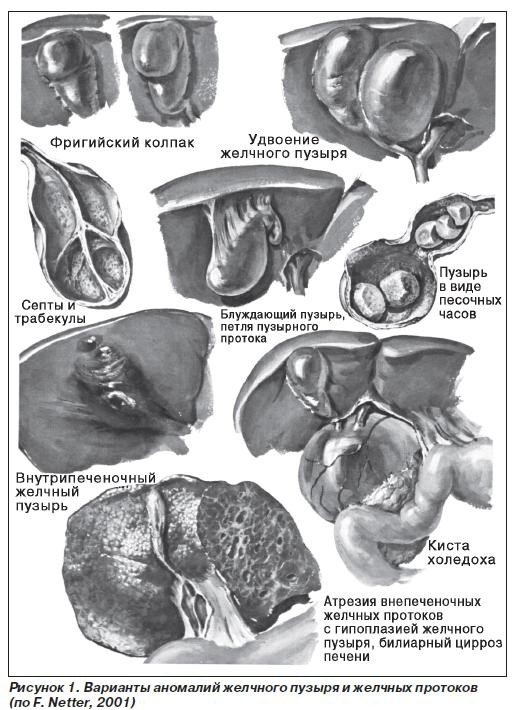 Фригийский колпак
Удвоение
желчного пузыря
Септы и
трабекулы
Блуждающий пузырь,
петля пузырного
протока
Пузырь
в виде
песочных
часов
Внутрипеченочный
желчный
пузырь
Киста
холедоха
Атрезия внепеченочных
желчных протоков
с гипоплазией желчного
пузыря, билиарный цирроз
печени
Рисунок 1. Варианты аномалий желчного пузыря и желчных протоков
(по F. Netter, 2001)